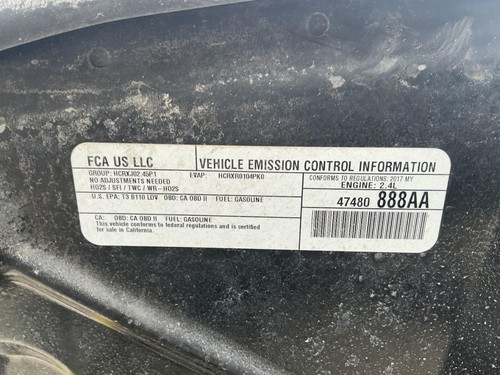 FCA US LLC
VEHICLE EMISSION CONTROL INFORMATION
GROUP: HCRXJ02.45P1 EVAP: HCRXR0104PK0
NO ADJUSTMENTS NEEDED
HO2S / SFI / TWC / WR-HO2S
CONFORMS TO REGULATIONS: 2017 MY
ENGINE: 2.4L
U.S. EPA: T3 B110 LDV OBD: CA OBD II FUEL: GASOLINE
47480 888AA
CA: OBD: CA OBD II FUEL: GASOLINE
This vehicle conforms to federal regulations and is certified
for sale in California.